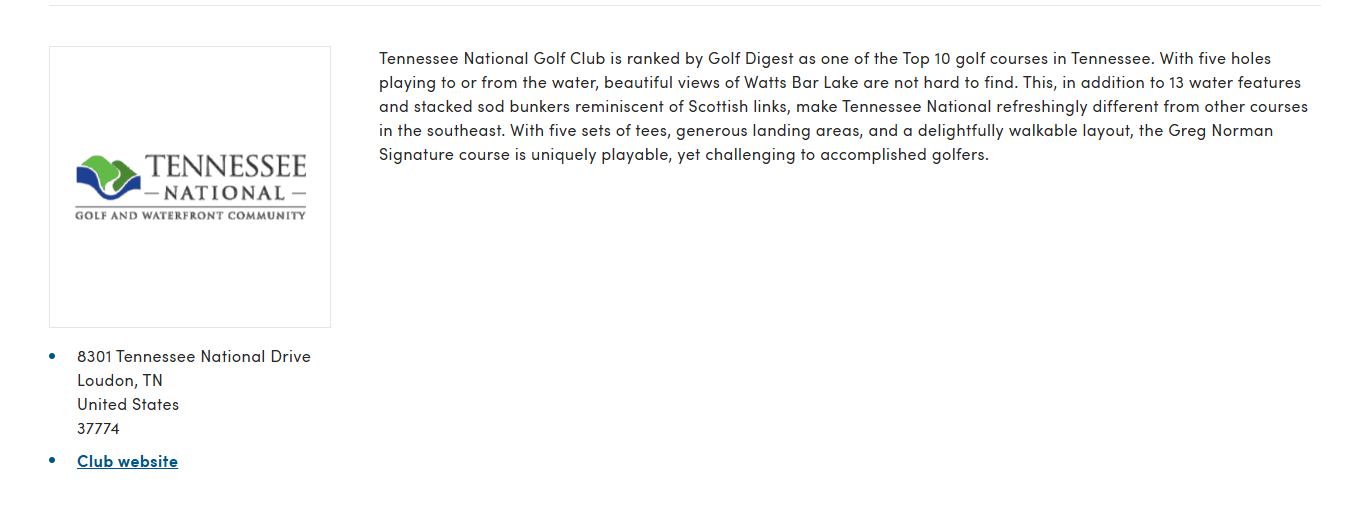 TENNESSEE
NATIONAL
GOLF AND WATERFRONT COMMUNITY
8301 Tennessee National Drive
Loudon, TN
United States
37774
Club website
Tennessee National Golf Club is ranked by Golf Digest as one of the Top 10 golf courses in Tennessee. With five holes
playing to or from the water, beautiful views of Watts Bar Lake are not hard to find. This, in addition to 13 water features
and stacked sod bunkers reminiscent of Scottish links, make Tennessee National refreshingly different from other courses
in the southeast. With five sets of tees, generous landing areas, and a delightfully walkable layout, the Greg Norman
Signature course is uniquely playable, yet challenging to accomplished golfers.